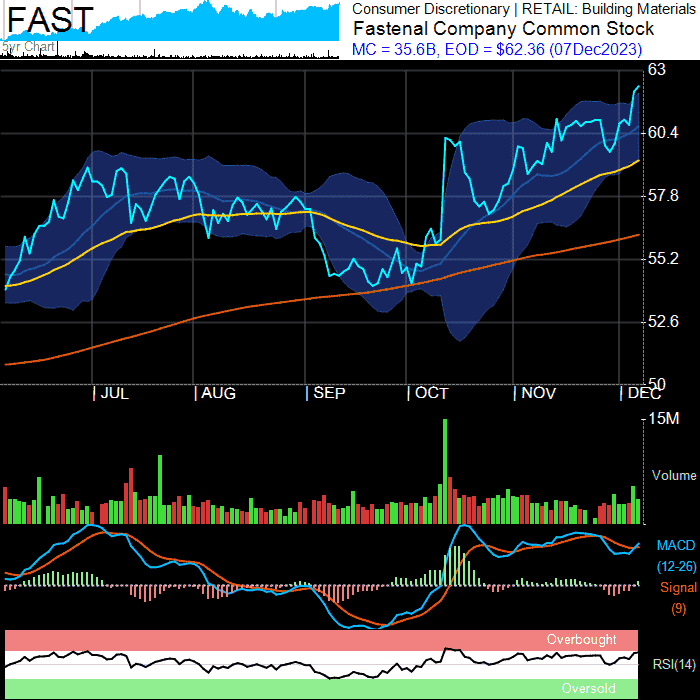 FAST
5yr Chart
Consumer Discretionary | RETAIL: Building Materials
Fastenal Company Common Stock
MC = 35.6B, EOD = $62.36 (07Dec2023)
63
60.4
57.8
55.2
52.6
50
| JUL | AUG | SEP | OCT | NOV | DEC
15M
Volume
MACD
(12-26)
Signal
(9)
Overbought
RSI(14)
Oversold